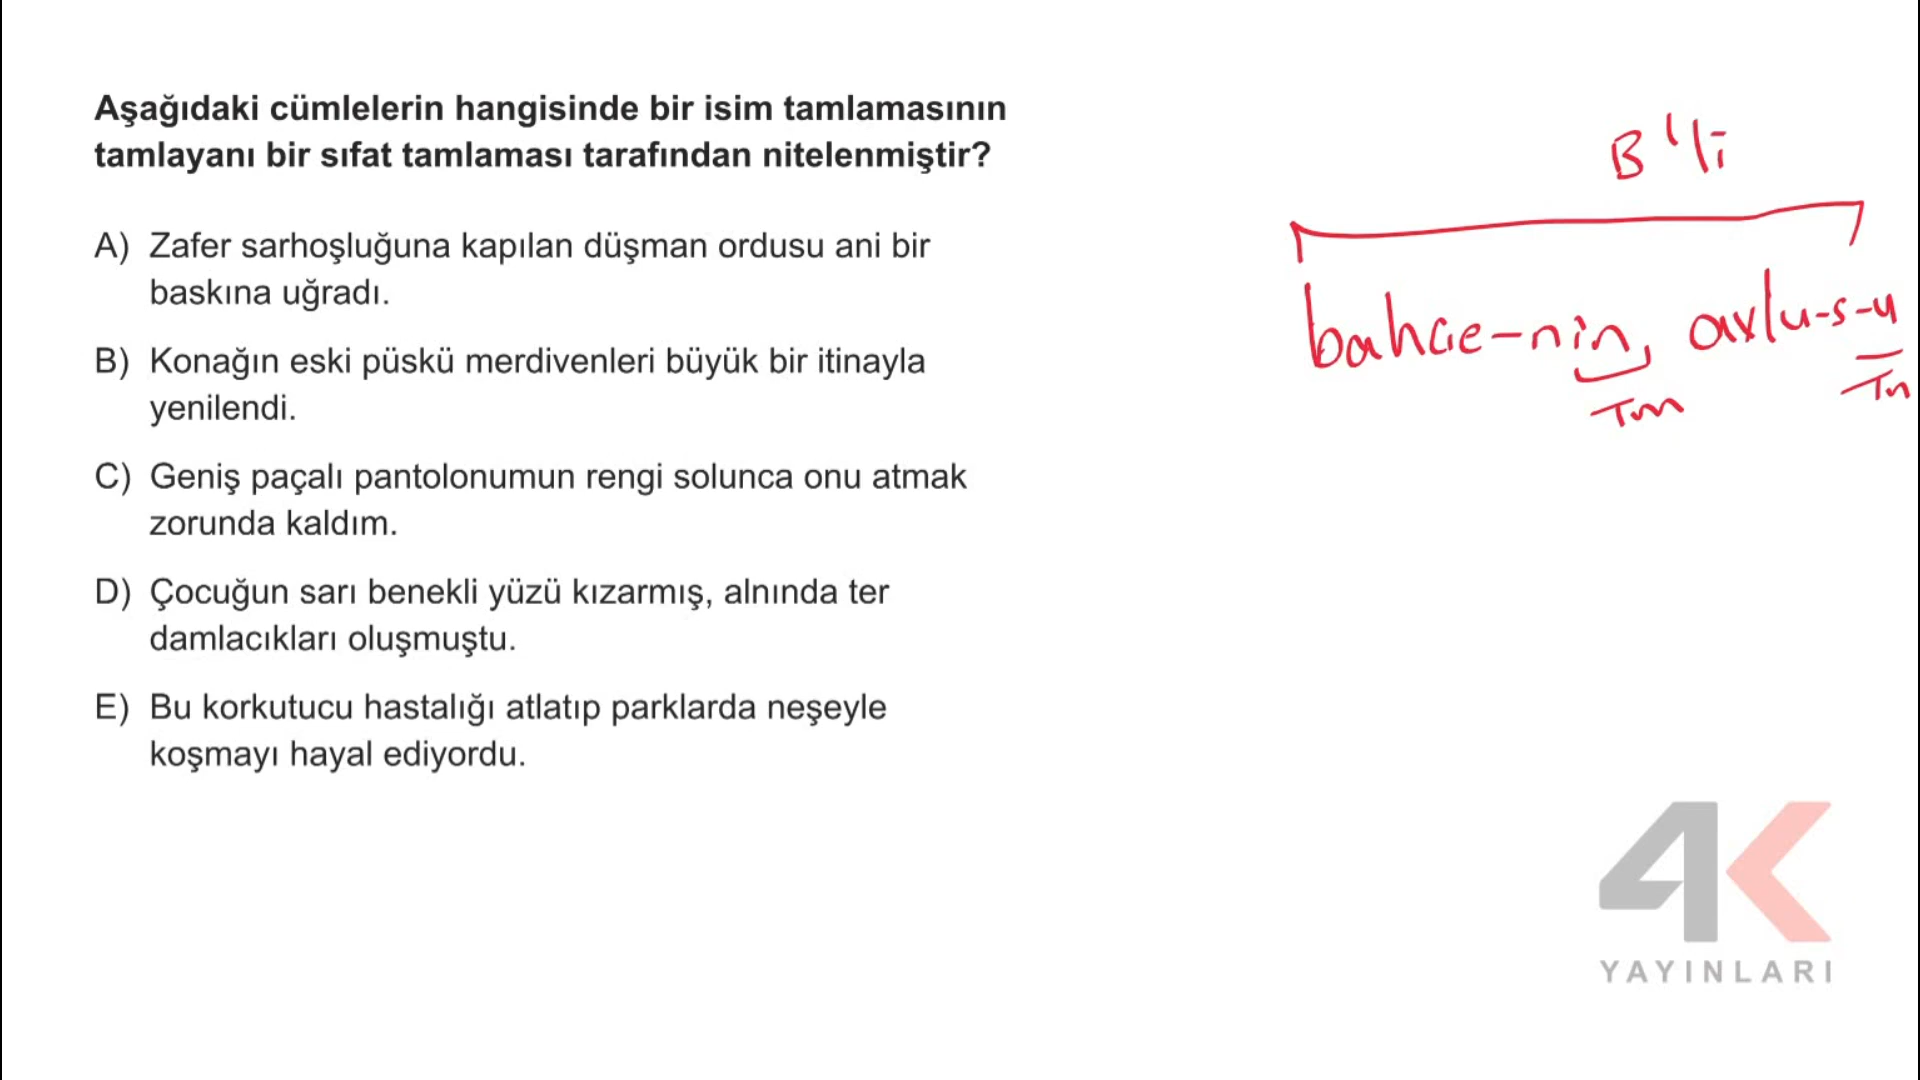 Aşağıdaki cümlelerin hangisinde bir isim tamlamasının
tamlayanı bir sıfat tamlaması tarafından nitelenmiştir?
A) Zafer sarhoşluğuna kapılan düşman ordusu ani bir
baskına uğradı.
B) Konağın eski püskü merdivenleri büyük bir itinayla
yenilendi.
C) Geniş paçalı pantolonumun rengi solunca onu atmak
zorunda kaldım.
D) Çocuğun sarı benekli yüzü kızarmış, alnında ter
damlacıkları oluşmuştu.
E) Bu korkutucu hastalığı atlatıp parklarda neşeyle
koşmayı hayal ediyordu.
B'li
bahçe-nin, avlu-s-u
Tm Tn
4K
YAYINLARI